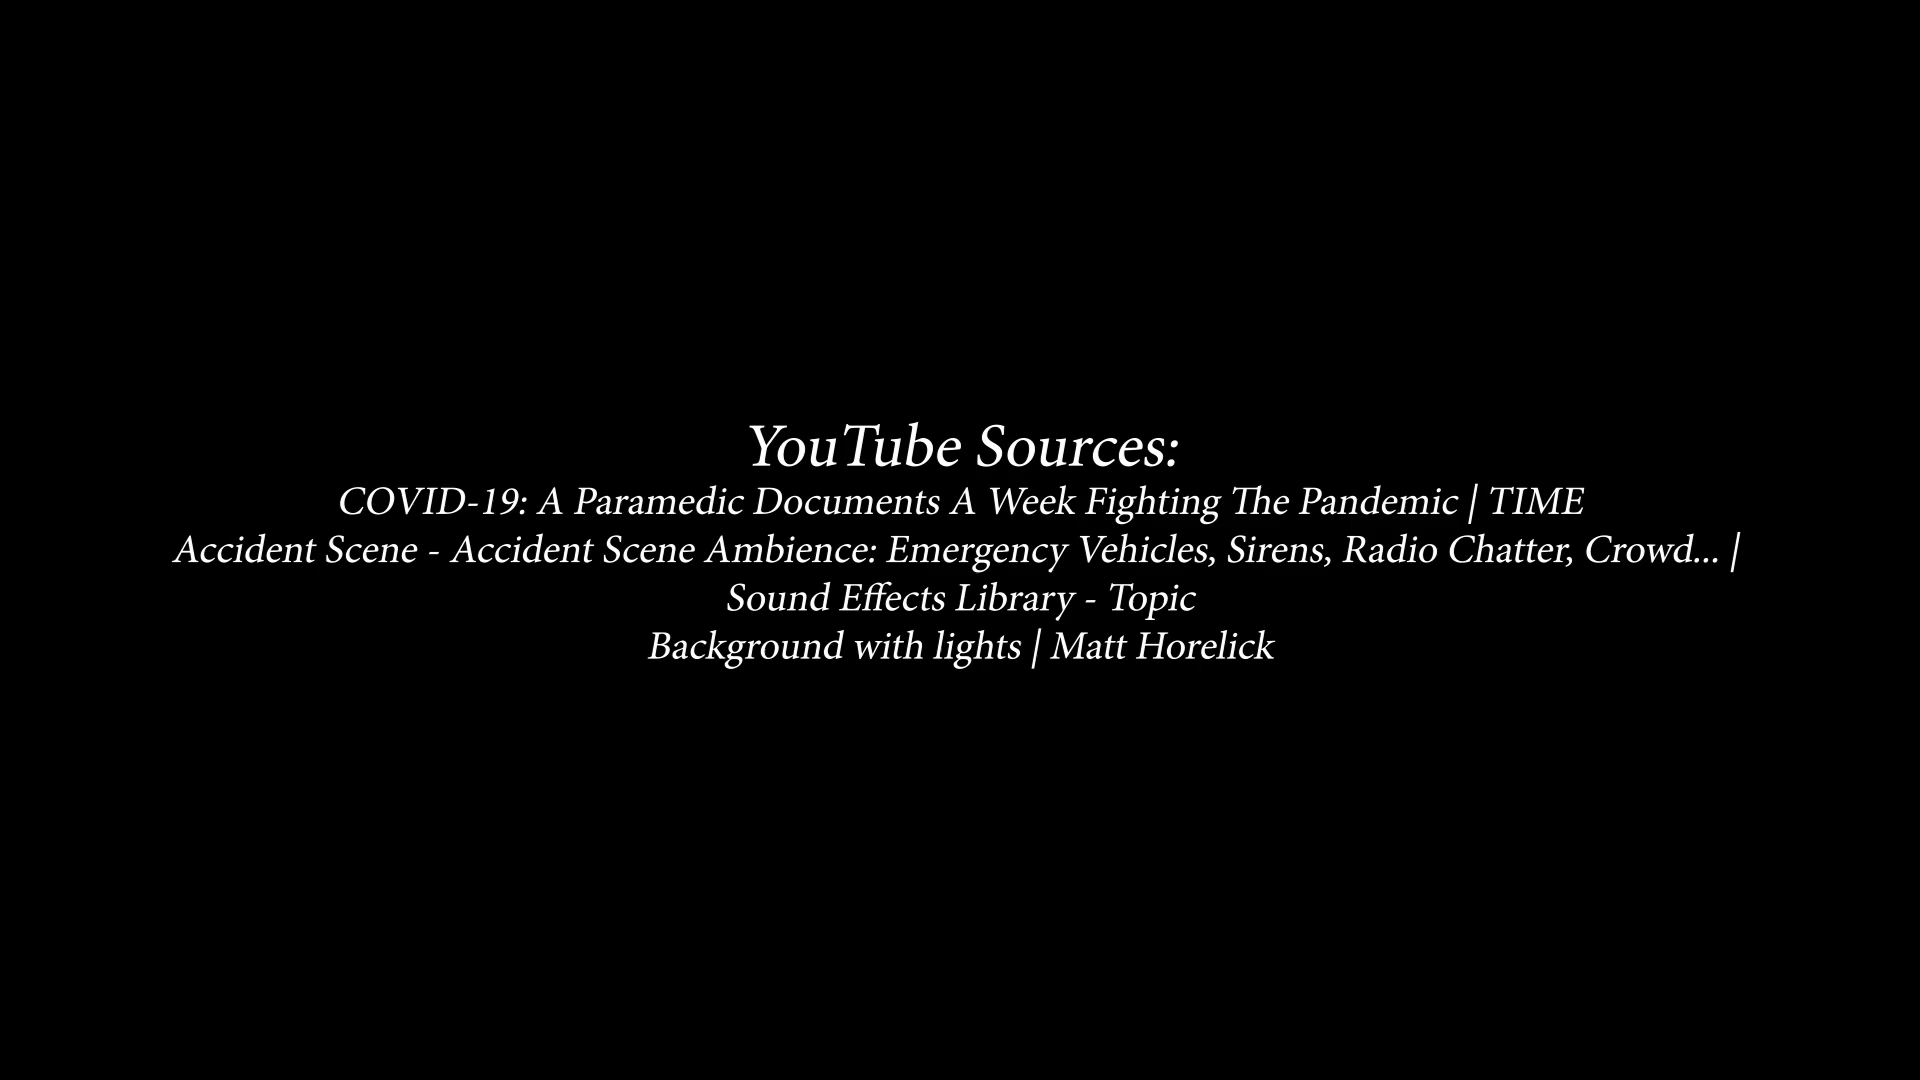 YouTube Sources:
COVID-19: A Paramedic Documents A Week Fighting The Pandemic | TIME
Accident Scene - Accident Scene Ambience: Emergency Vehicles, Sirens, Radio Chatter, Crowd... |
Sound Effects Library - Topic
Background with lights | Matt Horelick